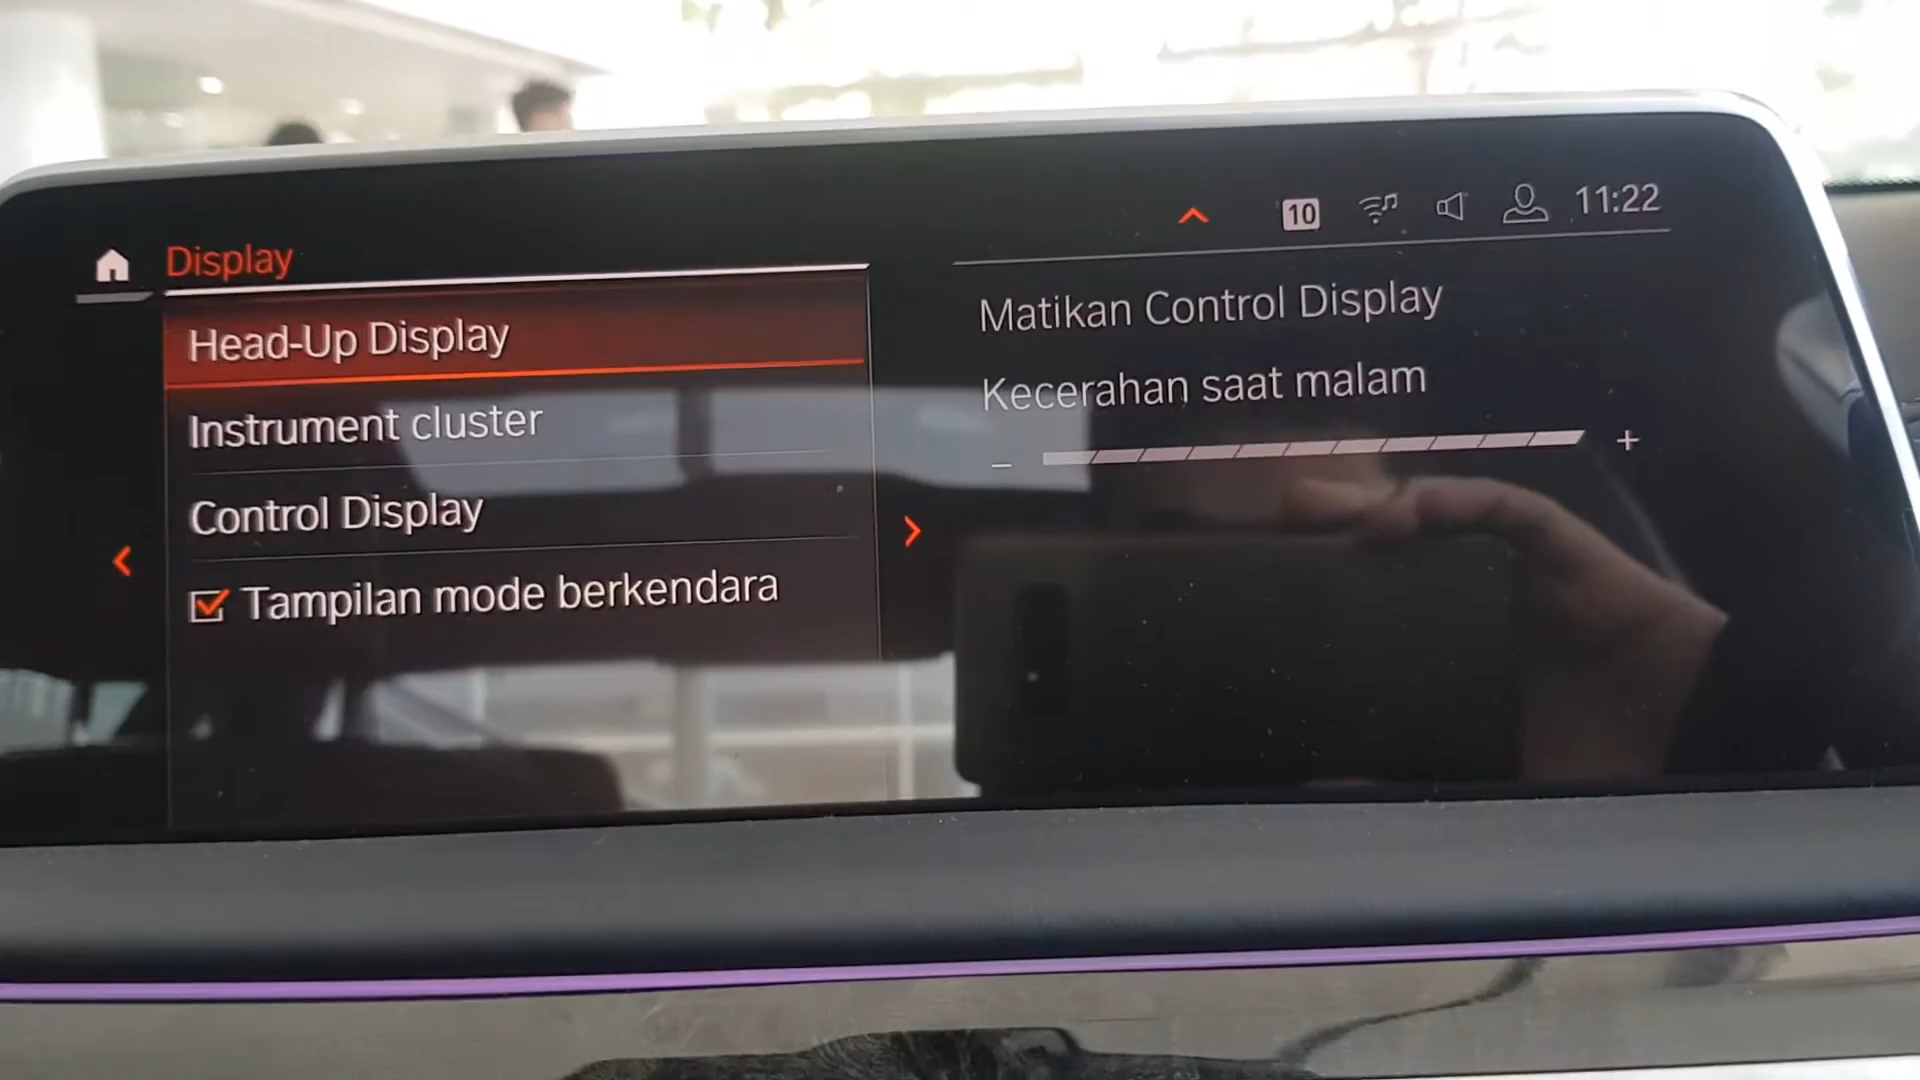 10 11:22
Display
Head-Up Display
Instrument cluster
Control Display
Tampilan mode berkendara
Matikan Control Display
Kecerahan saat malam
– +